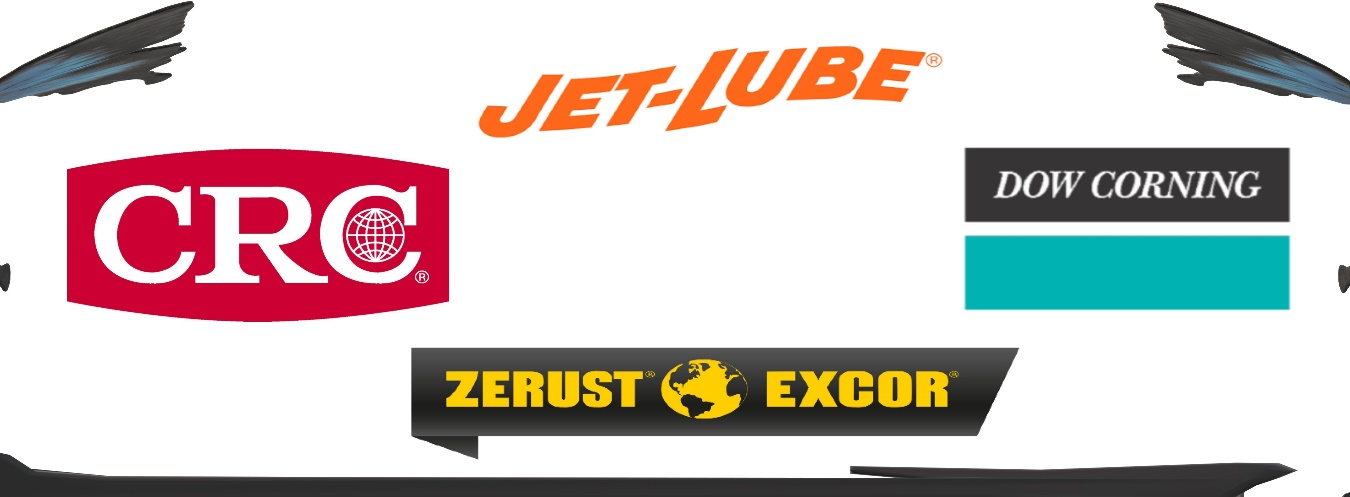 JET-LUBE®
CRC®
DOW CORNING
ZERUST® EXCOR®